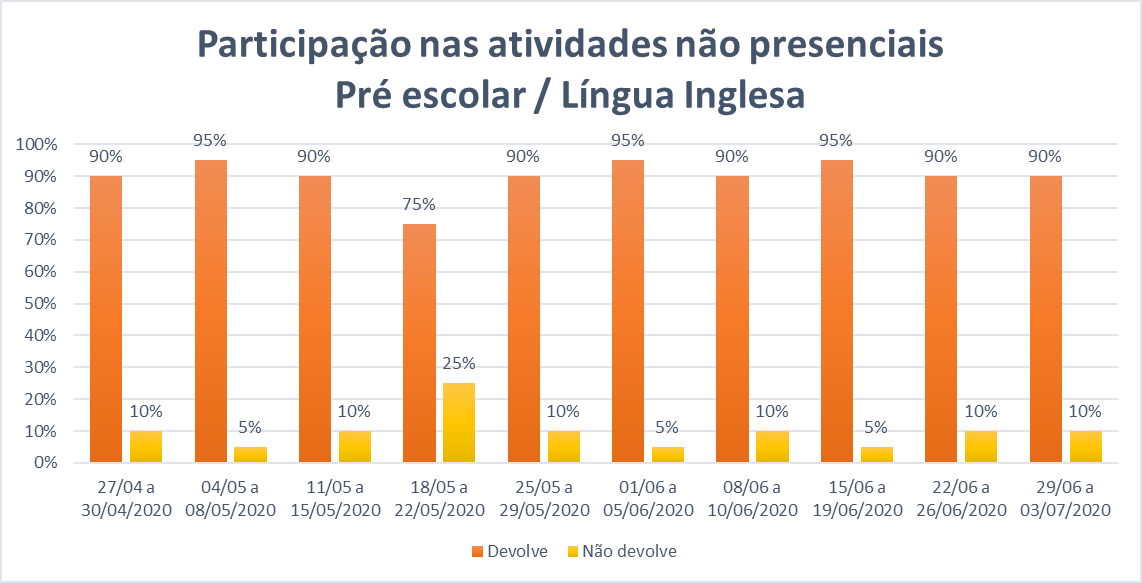 Participação nas atividades não presenciais
Pré escolar / Língua Inglesa
100%
90%
80%
70%
60%
50%
40%
30%
20%
10%
0%
90%
95%
90%
75%
90%
95%
90%
95%
90%
90%
10%
5%
10%
25%
10%
5%
10%
5%
10%
10%
27/04 a
30/04/2020
04/05 a
08/05/2020
11/05 a
15/05/2020
18/05 a
22/05/2020
25/05 a
29/05/2020
01/06 a
05/06/2020
08/06 a
10/06/2020
15/06 a
19/06/2020
22/06 a
26/06/2020
29/06 a
03/07/2020
Devolve
Não devolve